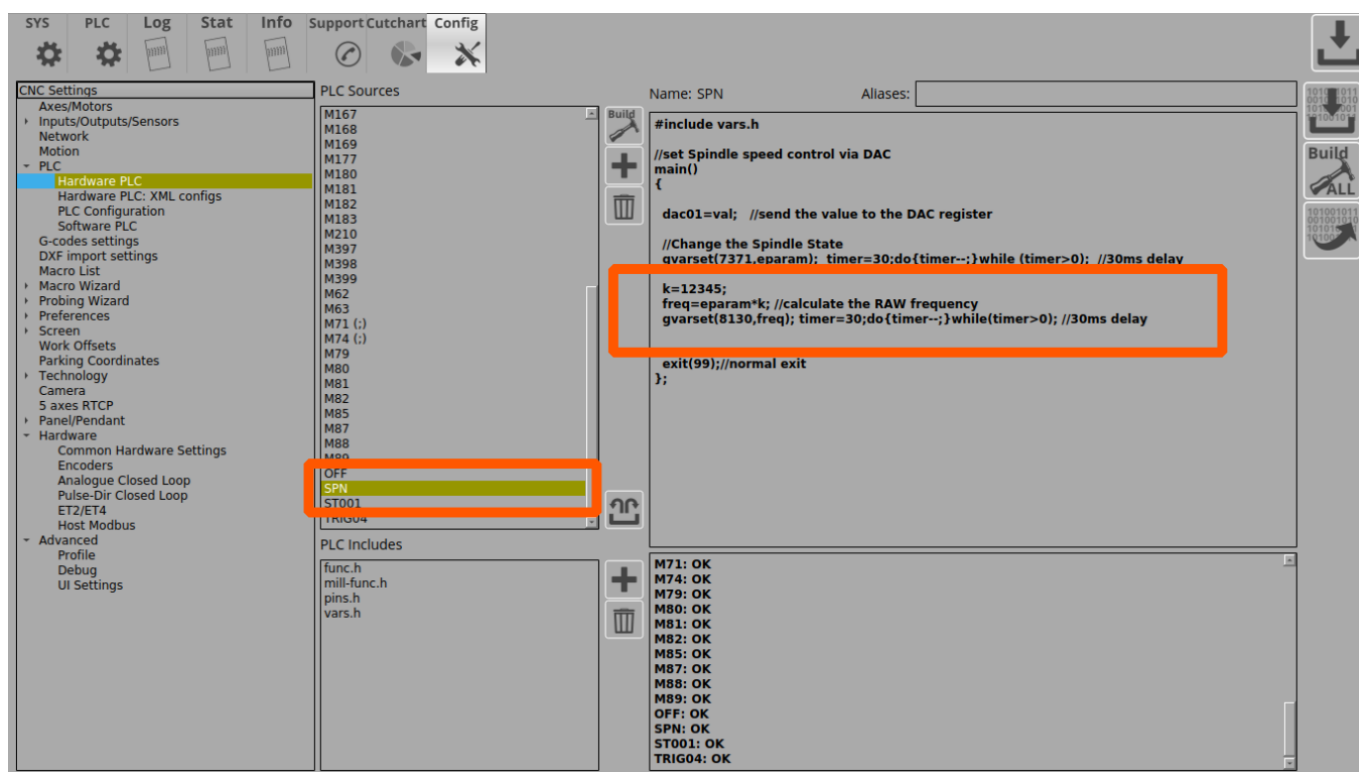 SYS PLC Log Stat Info Support Cutchart Config
CNC Settings
Axes/Motors
Inputs/Outputs/Sensors
Network
Motion
PLC
Hardware PLC
Hardware PLC: XML configs
PLC Configuration
Software PLC
G-codes settings
DXF import settings
Macro List
Macro Wizard
Probing Wizard
Preferences
Screen
Work Offsets
Parking Coordinates
Technology
Camera
5 axes RTCP
Panel/Pendant
Hardware
Common Hardware Settings
Encoders
Analogue Closed Loop
Pulse-Dir Closed Loop
ET2/ET4
Host Modbus
Advanced
Profile
Debug
UI Settings
PLC Sources
M167
M168
M169
M177
M180
M181
M182
M183
M210
M397
M398
M399
M62
M63
M71 (;)
M74 (;)
M79
M80
M81
M82
M85
M87
M88
M89
OFF
SPN
ST001
TRIG04
PLC Includes
func.h
mill-func.h
pins.h
vars.h
Build
Name: SPN Aliases:
#include vars.h
//set Spindle speed control via DAC
main()
{
dac01=val; //send the value to the DAC register
//Change the Spindle State
gvarset(7371,eparam); timer=30;do{timer--;}while (timer>0); //30ms delay
k=12345;
freq=eparam*k; //calculate the RAW frequency
gvarset(8130,freq); timer=30;do{timer--;}while(timer>0); //30ms delay
exit(99);//normal exit
};
M71: OK
M74: OK
M79: OK
M80: OK
M81: OK
M82: OK
M85: OK
M87: OK
M88: OK
M89: OK
OFF: OK
SPN: OK
ST001: OK
TRIG04: OK
Build
ALL